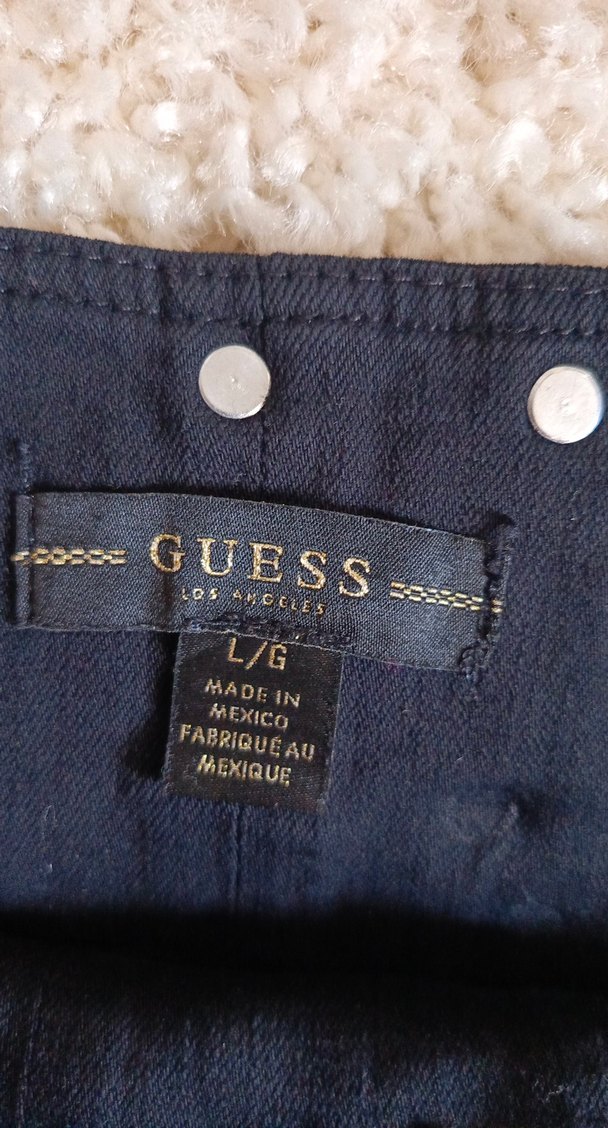 GUESS
LOS ANGELES
L/G
MADE IN
MEXICO
FABRIQUÉ AU
MEXIQUE